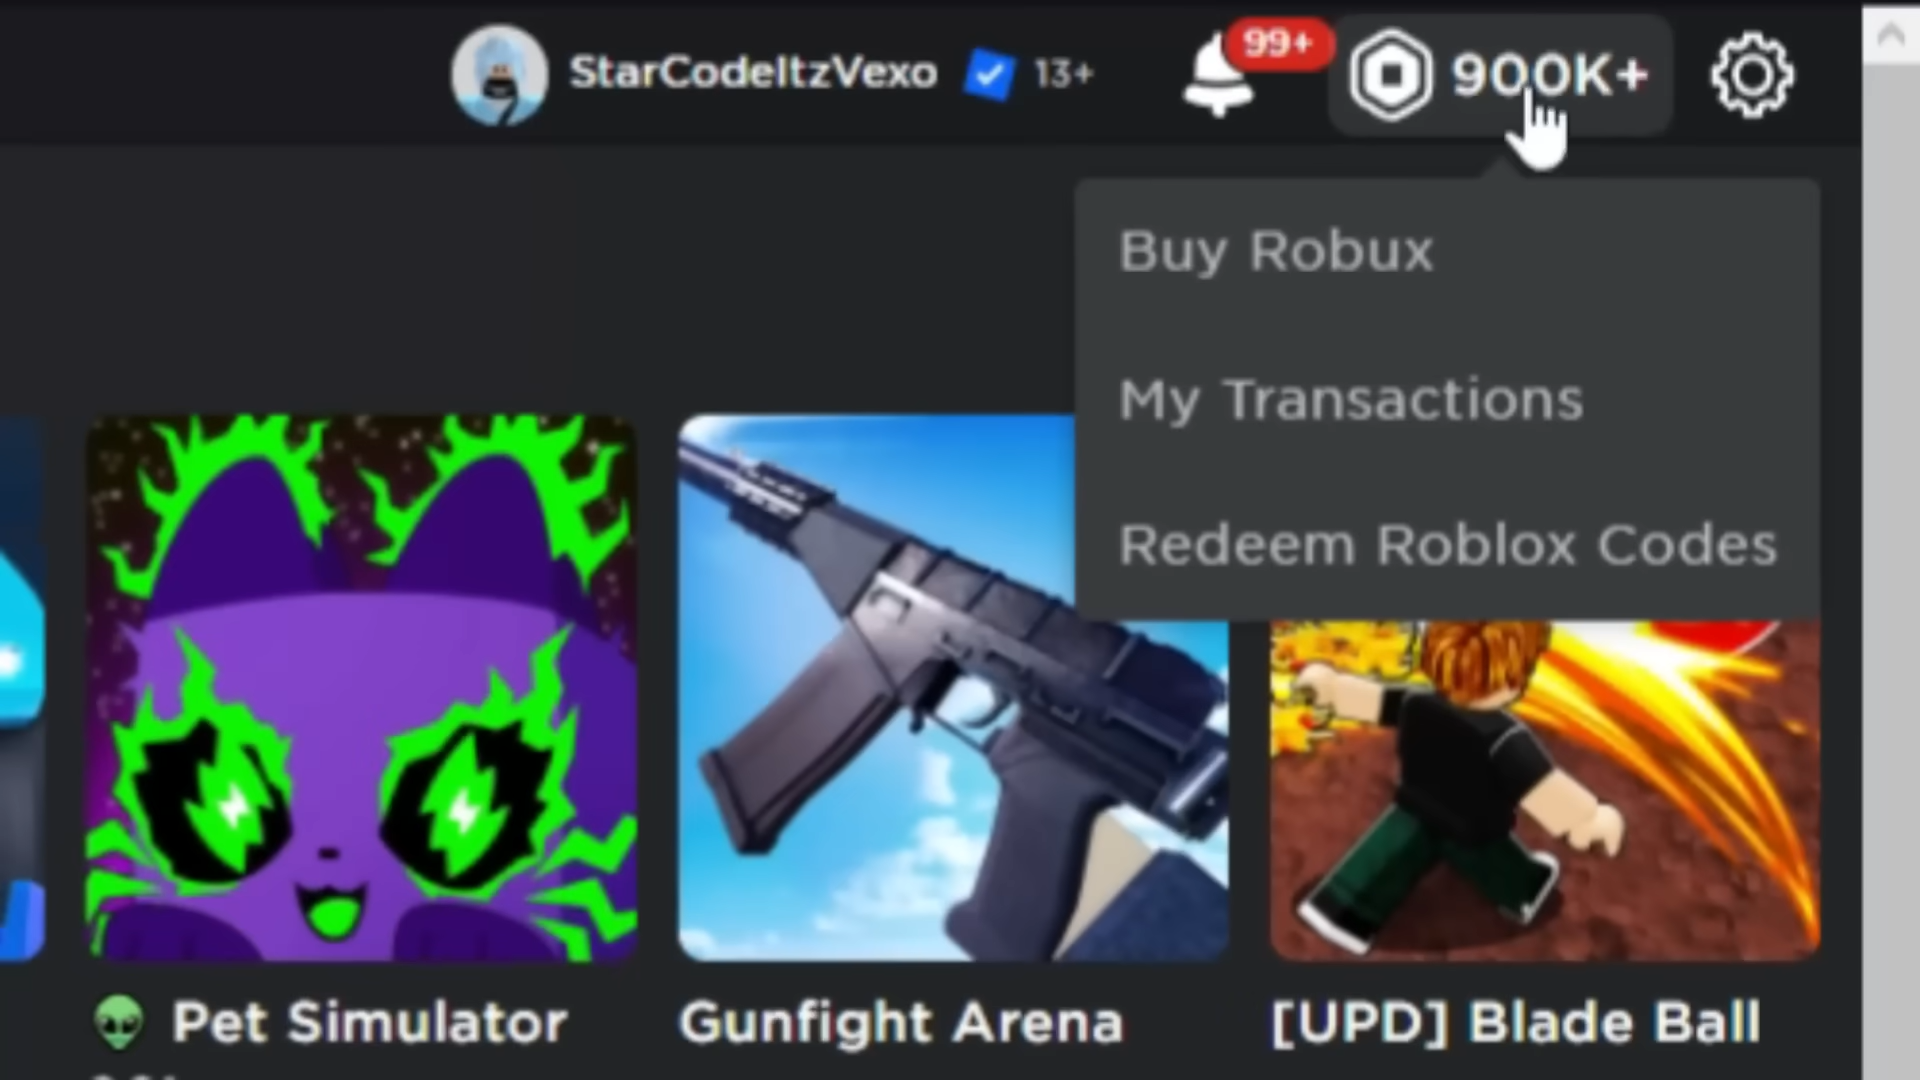 StarCodeItzVexo 13+ 99+ 900K+
Buy Robux
My Transactions
Redeem Roblox Codes
Pet Simulator
Gunfight Arena
[UPD] Blade Ball